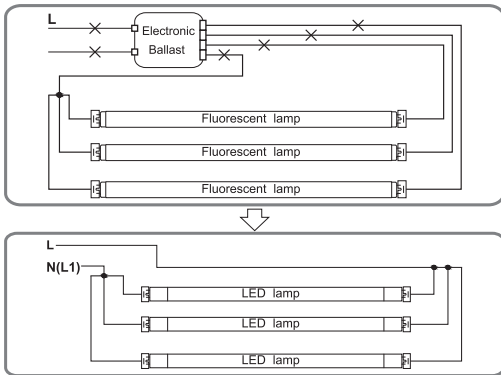 L
Electronic
Ballast
Fluorescent lamp
Fluorescent lamp
Fluorescent lamp
L
N(L1)
LED lamp
LED lamp
LED lamp